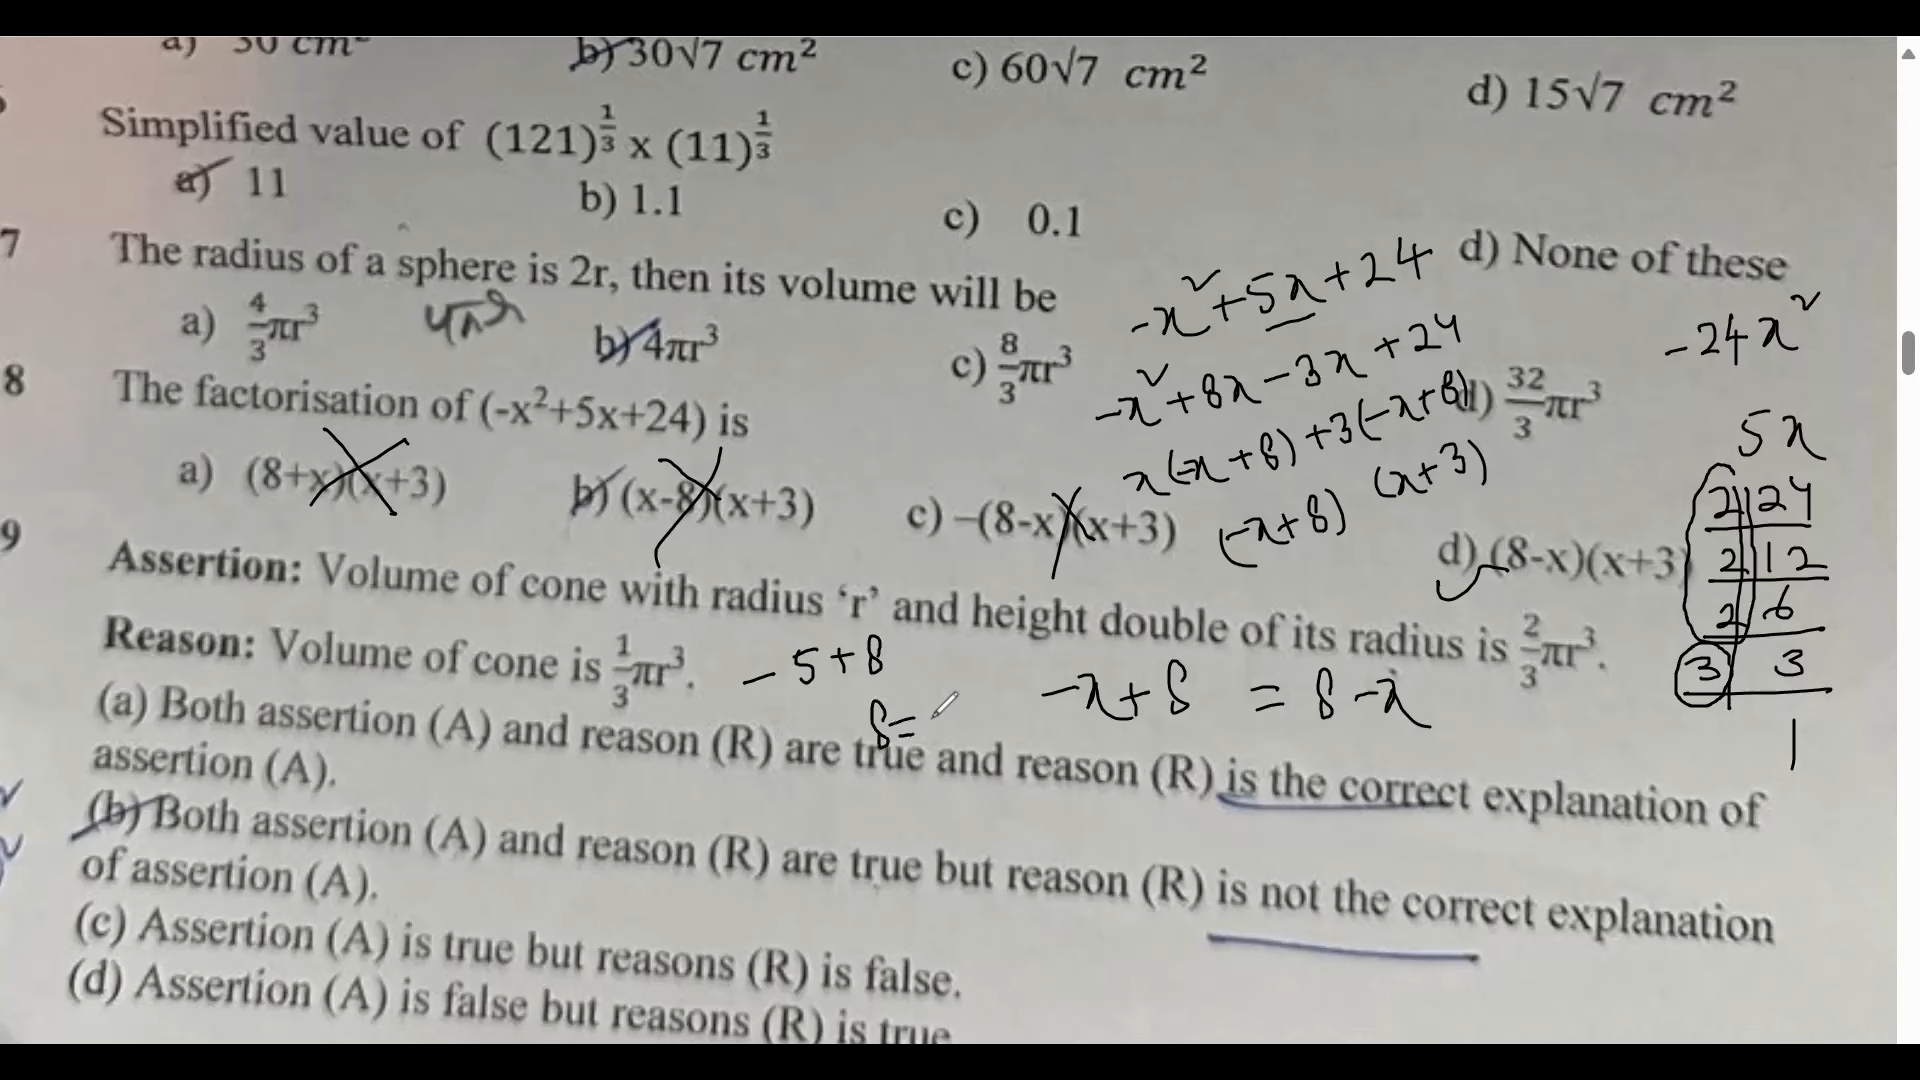 a) 30 cm²
b) 30√7 cm²
c) 60√7 cm²
d) 15√7 cm²
Simplified value of (121)^(1/3) x (11)^(1/3)
a) 11
b) 1.1
c) 0.1
d) None of these
7 The radius of a sphere is 2r, then its volume will be
a) 4/3 πr³
b) 4πr³
c) 8/3 πr³
d) 32/3 πr³
8 The factorisation of (-x²+5x+24) is
a) (8+x)(x+3)
b) (x-8)(x+3)
c) –(8-x)(x+3)
d) (8-x)(x+3)
-x²+5x+24
-x²+8x-3x+24
x(-x+8)+3(-x+8)
(-x+8) (x+3)
-24x²
5x
2 24
2 12
2 6
3 3
1
9 Assertion: Volume of cone with radius ‘r’ and height double of its radius is 2/3 πr³.
Reason: Volume of cone is 1/3 πr³.
-5+8
8=
-x+8 = 8-x
(a) Both assertion (A) and reason (R) are true and reason (R) is the correct explanation of
assertion (A).
(b) Both assertion (A) and reason (R) are true but reason (R) is not the correct explanation
of assertion (A).
(c) Assertion (A) is true but reasons (R) is false.
(d) Assertion (A) is false but reasons (R) is true